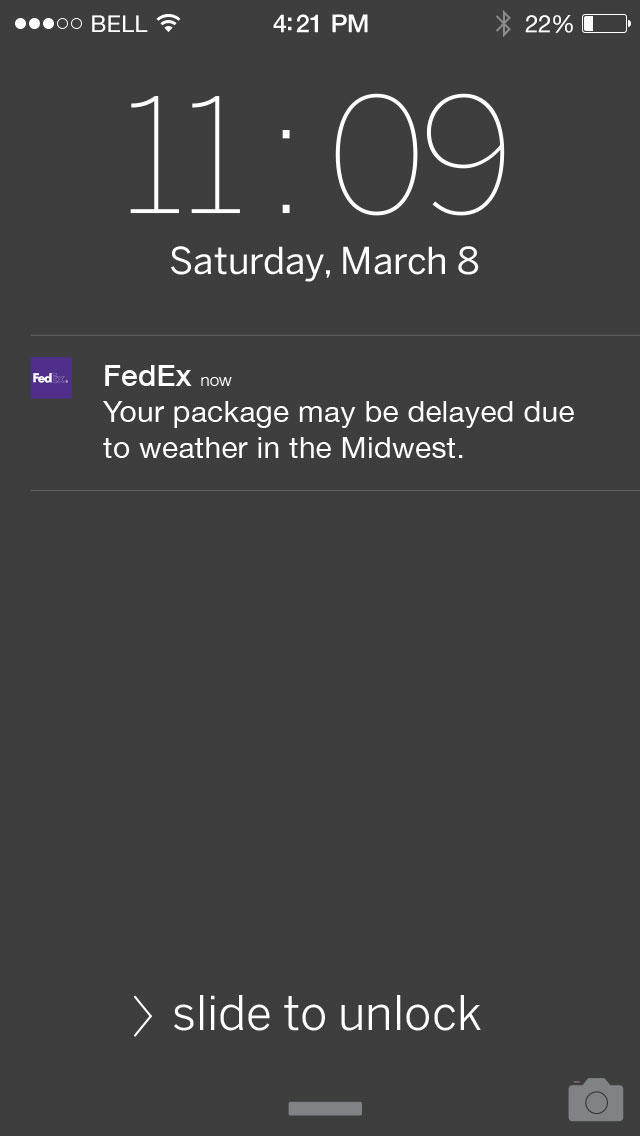 BELL 4:21 PM 22%
11:09
Saturday, March 8
FedEx now
FedEx.
Your package may be delayed due
to weather in the Midwest.
slide to unlock